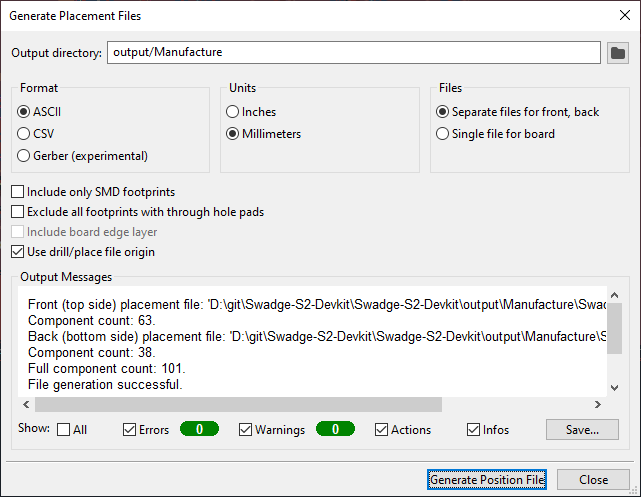 Generate Placement Files
Output directory: output/Manufacture
Format
ASCII
CSV
Gerber (experimental)
Units
Inches
Millimeters
Files
Separate files for front, back
Single file for board
Include only SMD footprints
Exclude all footprints with through hole pads
Include board edge layer
Use drill/place file origin
Output Messages
Front (top side) placement file: 'D:\git\Swadge-S2-Devkit\Swadge-S2-Devkit\output\Manufacture\Swad
Component count: 63.
Back (bottom side) placement file: 'D:\git\Swadge-S2-Devkit\Swadge-S2-Devkit\output\Manufacture\S
Component count: 38.
Full component count: 101.
File generation successful.
Show: All Errors 0 Warnings 0 Actions Infos Save...
Generate Position File Close